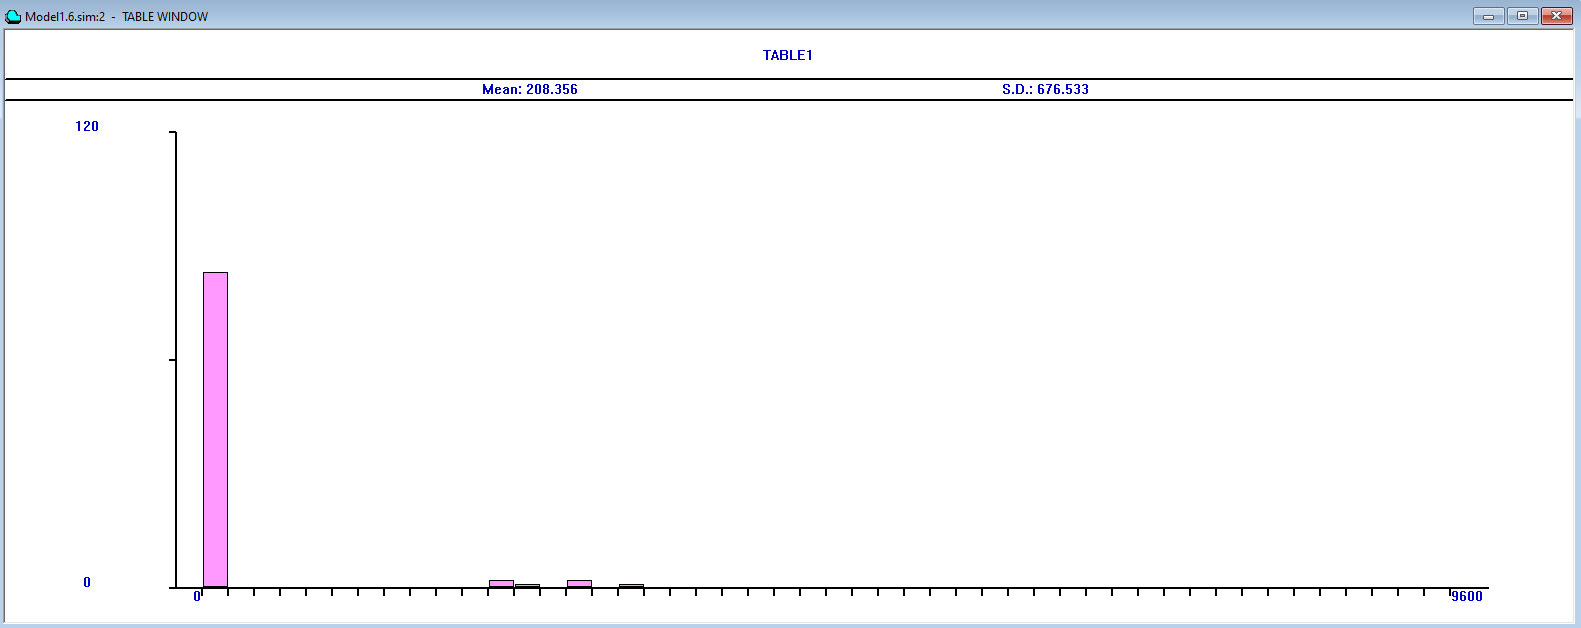 Model1.6.sim:2 - TABLE WINDOW
TABLE1
Mean: 208.356 S.D.: 676.533
120
0
0 9600